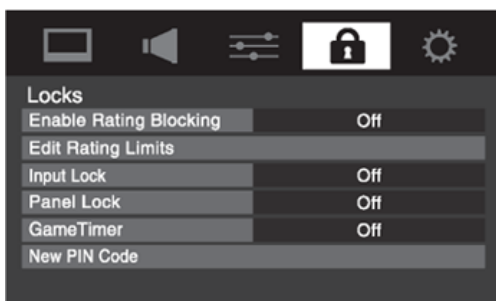 Locks
Enable Rating Blocking Off
Edit Rating Limits
Input Lock Off
Panel Lock Off
GameTimer Off
New PIN Code